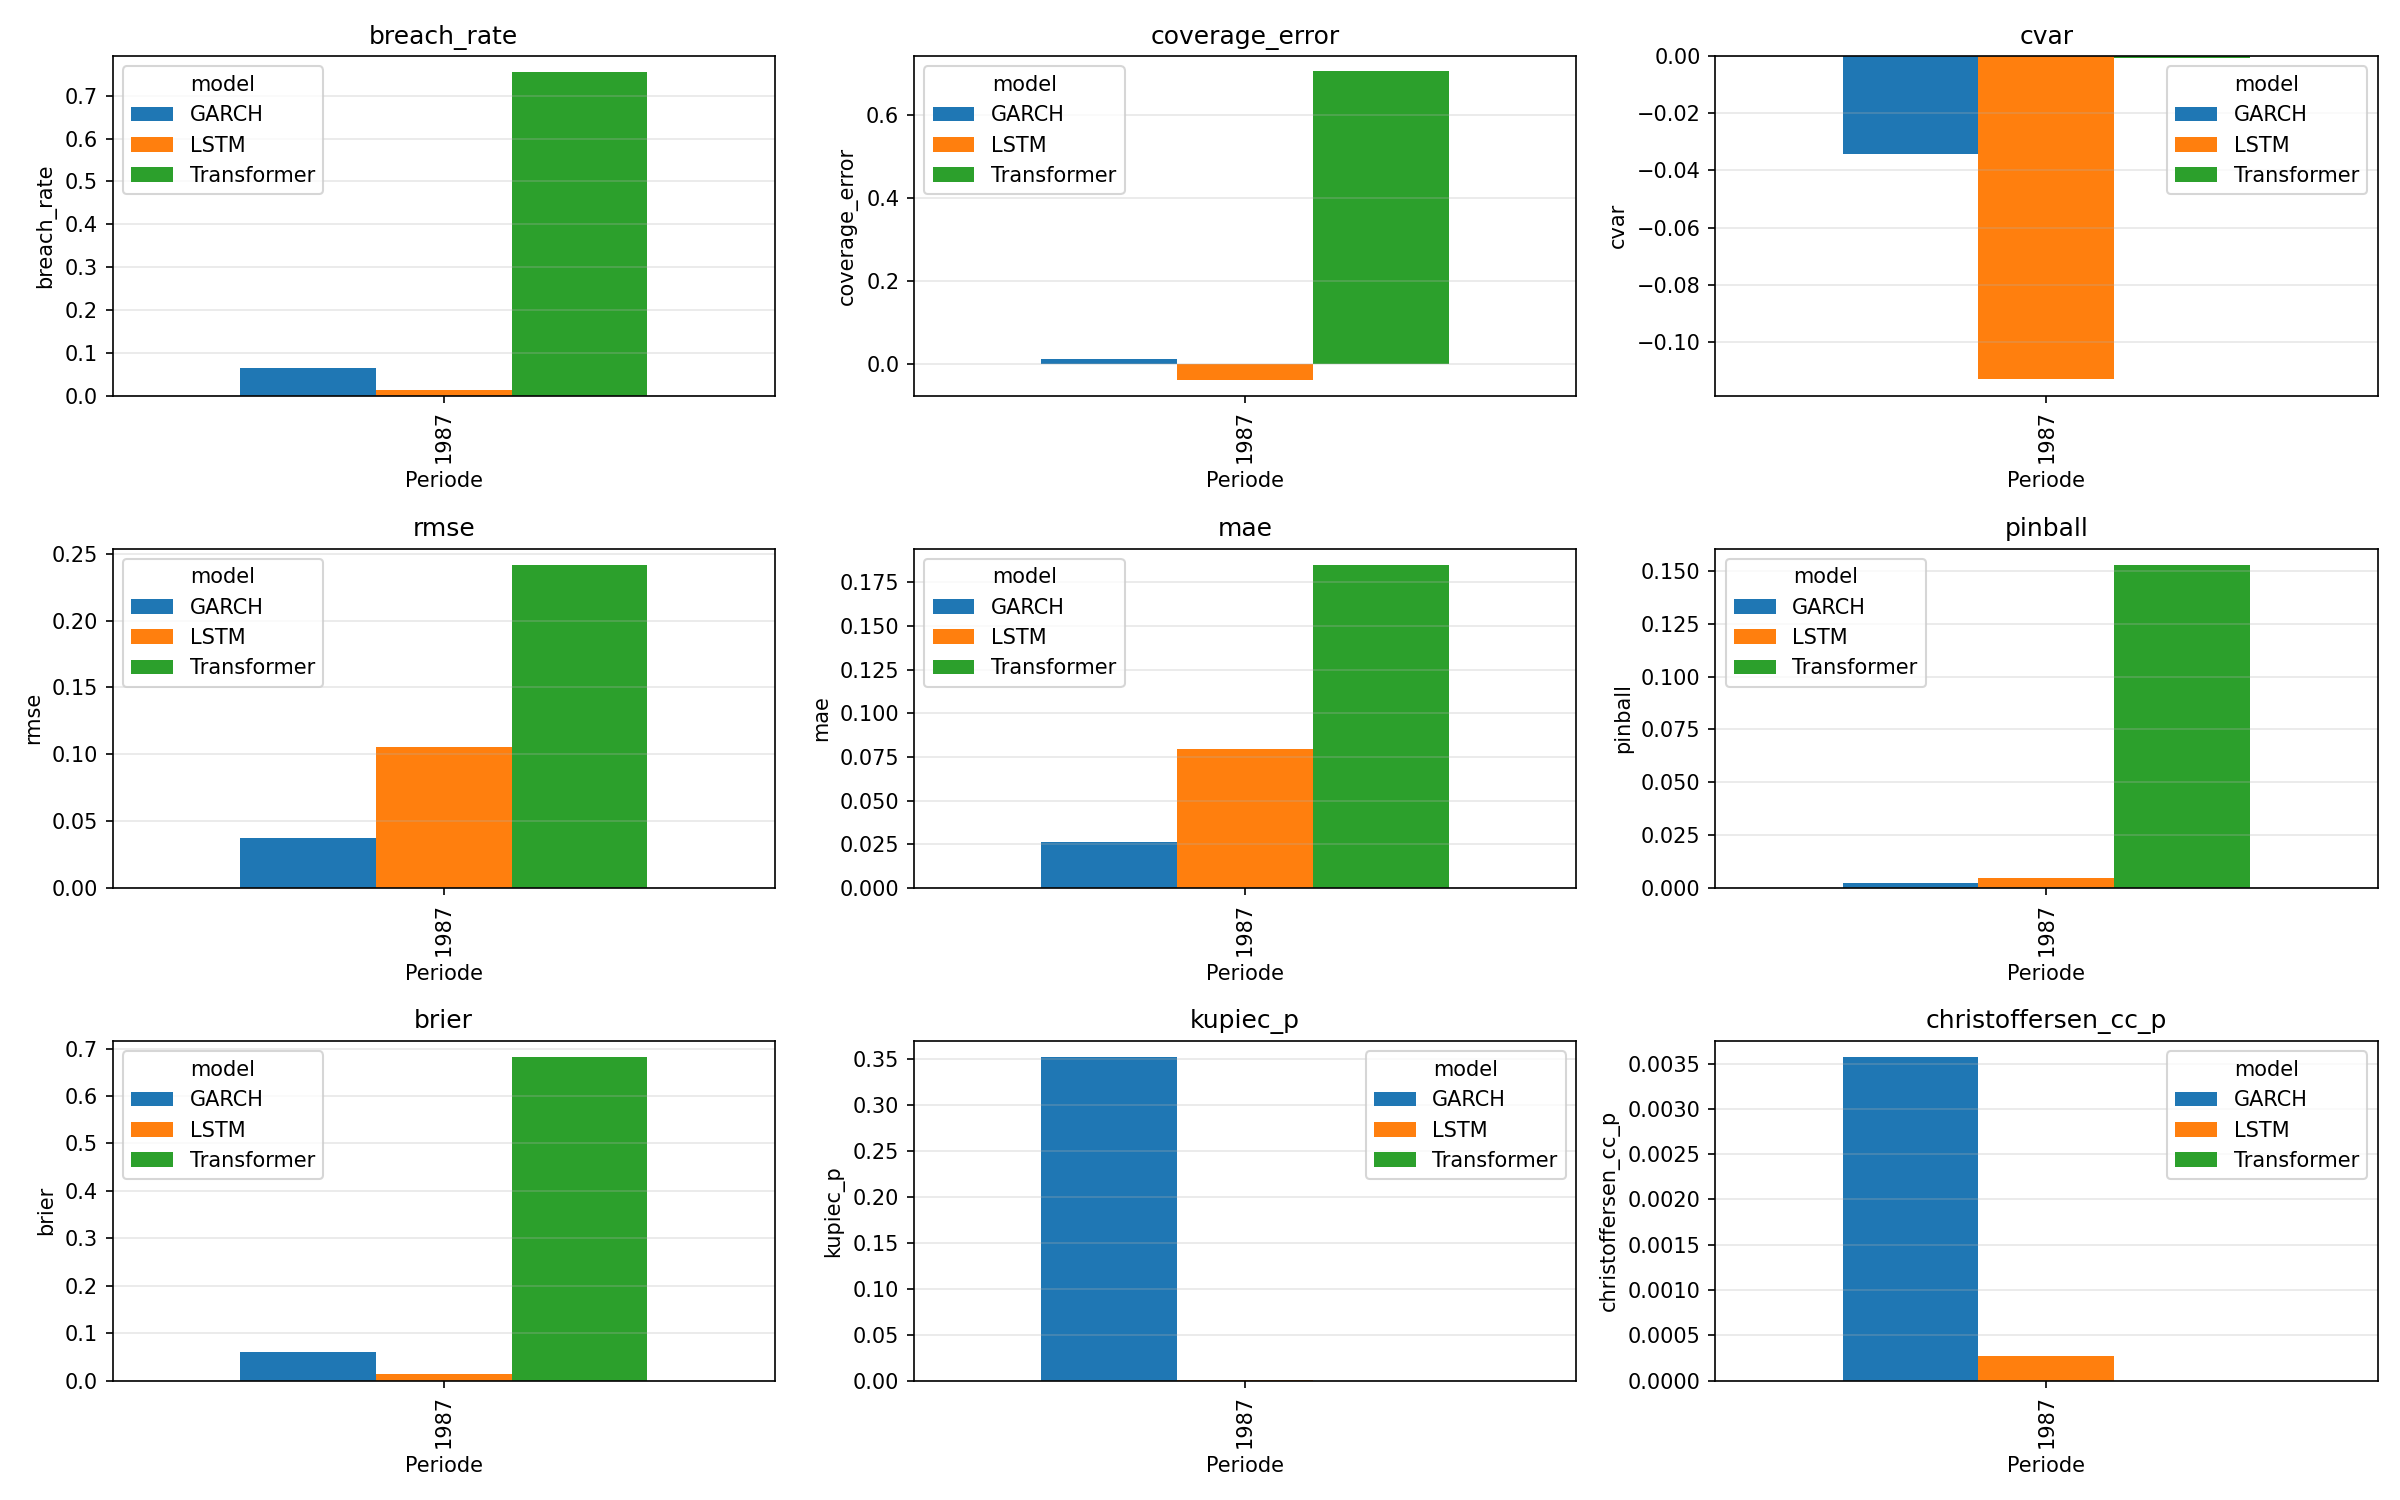 breach_rate
breach_rate
0.7
0.6
0.5
0.4
0.3
0.2
0.1
0.0
model
GARCH
LSTM
Transformer
1987
Periode
coverage_error
coverage_error
0.6
0.4
0.2
0.0
model
GARCH
LSTM
Transformer
1987
Periode
cvar
cvar
0.00
−0.02
−0.04
−0.06
−0.08
−0.10
model
GARCH
LSTM
Transformer
1987
Periode
rmse
rmse
0.25
0.20
0.15
0.10
0.05
0.00
model
GARCH
LSTM
Transformer
1987
Periode
mae
mae
0.175
0.150
0.125
0.100
0.075
0.050
0.025
0.000
model
GARCH
LSTM
Transformer
1987
Periode
pinball
pinball
0.150
0.125
0.100
0.075
0.050
0.025
0.000
model
GARCH
LSTM
Transformer
1987
Periode
brier
brier
0.7
0.6
0.5
0.4
0.3
0.2
0.1
0.0
model
GARCH
LSTM
Transformer
1987
Periode
kupiec_p
kupiec_p
0.35
0.30
0.25
0.20
0.15
0.10
0.05
0.00
model
GARCH
LSTM
Transformer
1987
Periode
christoffersen_cc_p
christoffersen_cc_p
0.0035
0.0030
0.0025
0.0020
0.0015
0.0010
0.0005
0.0000
model
GARCH
LSTM
Transformer
1987
Periode